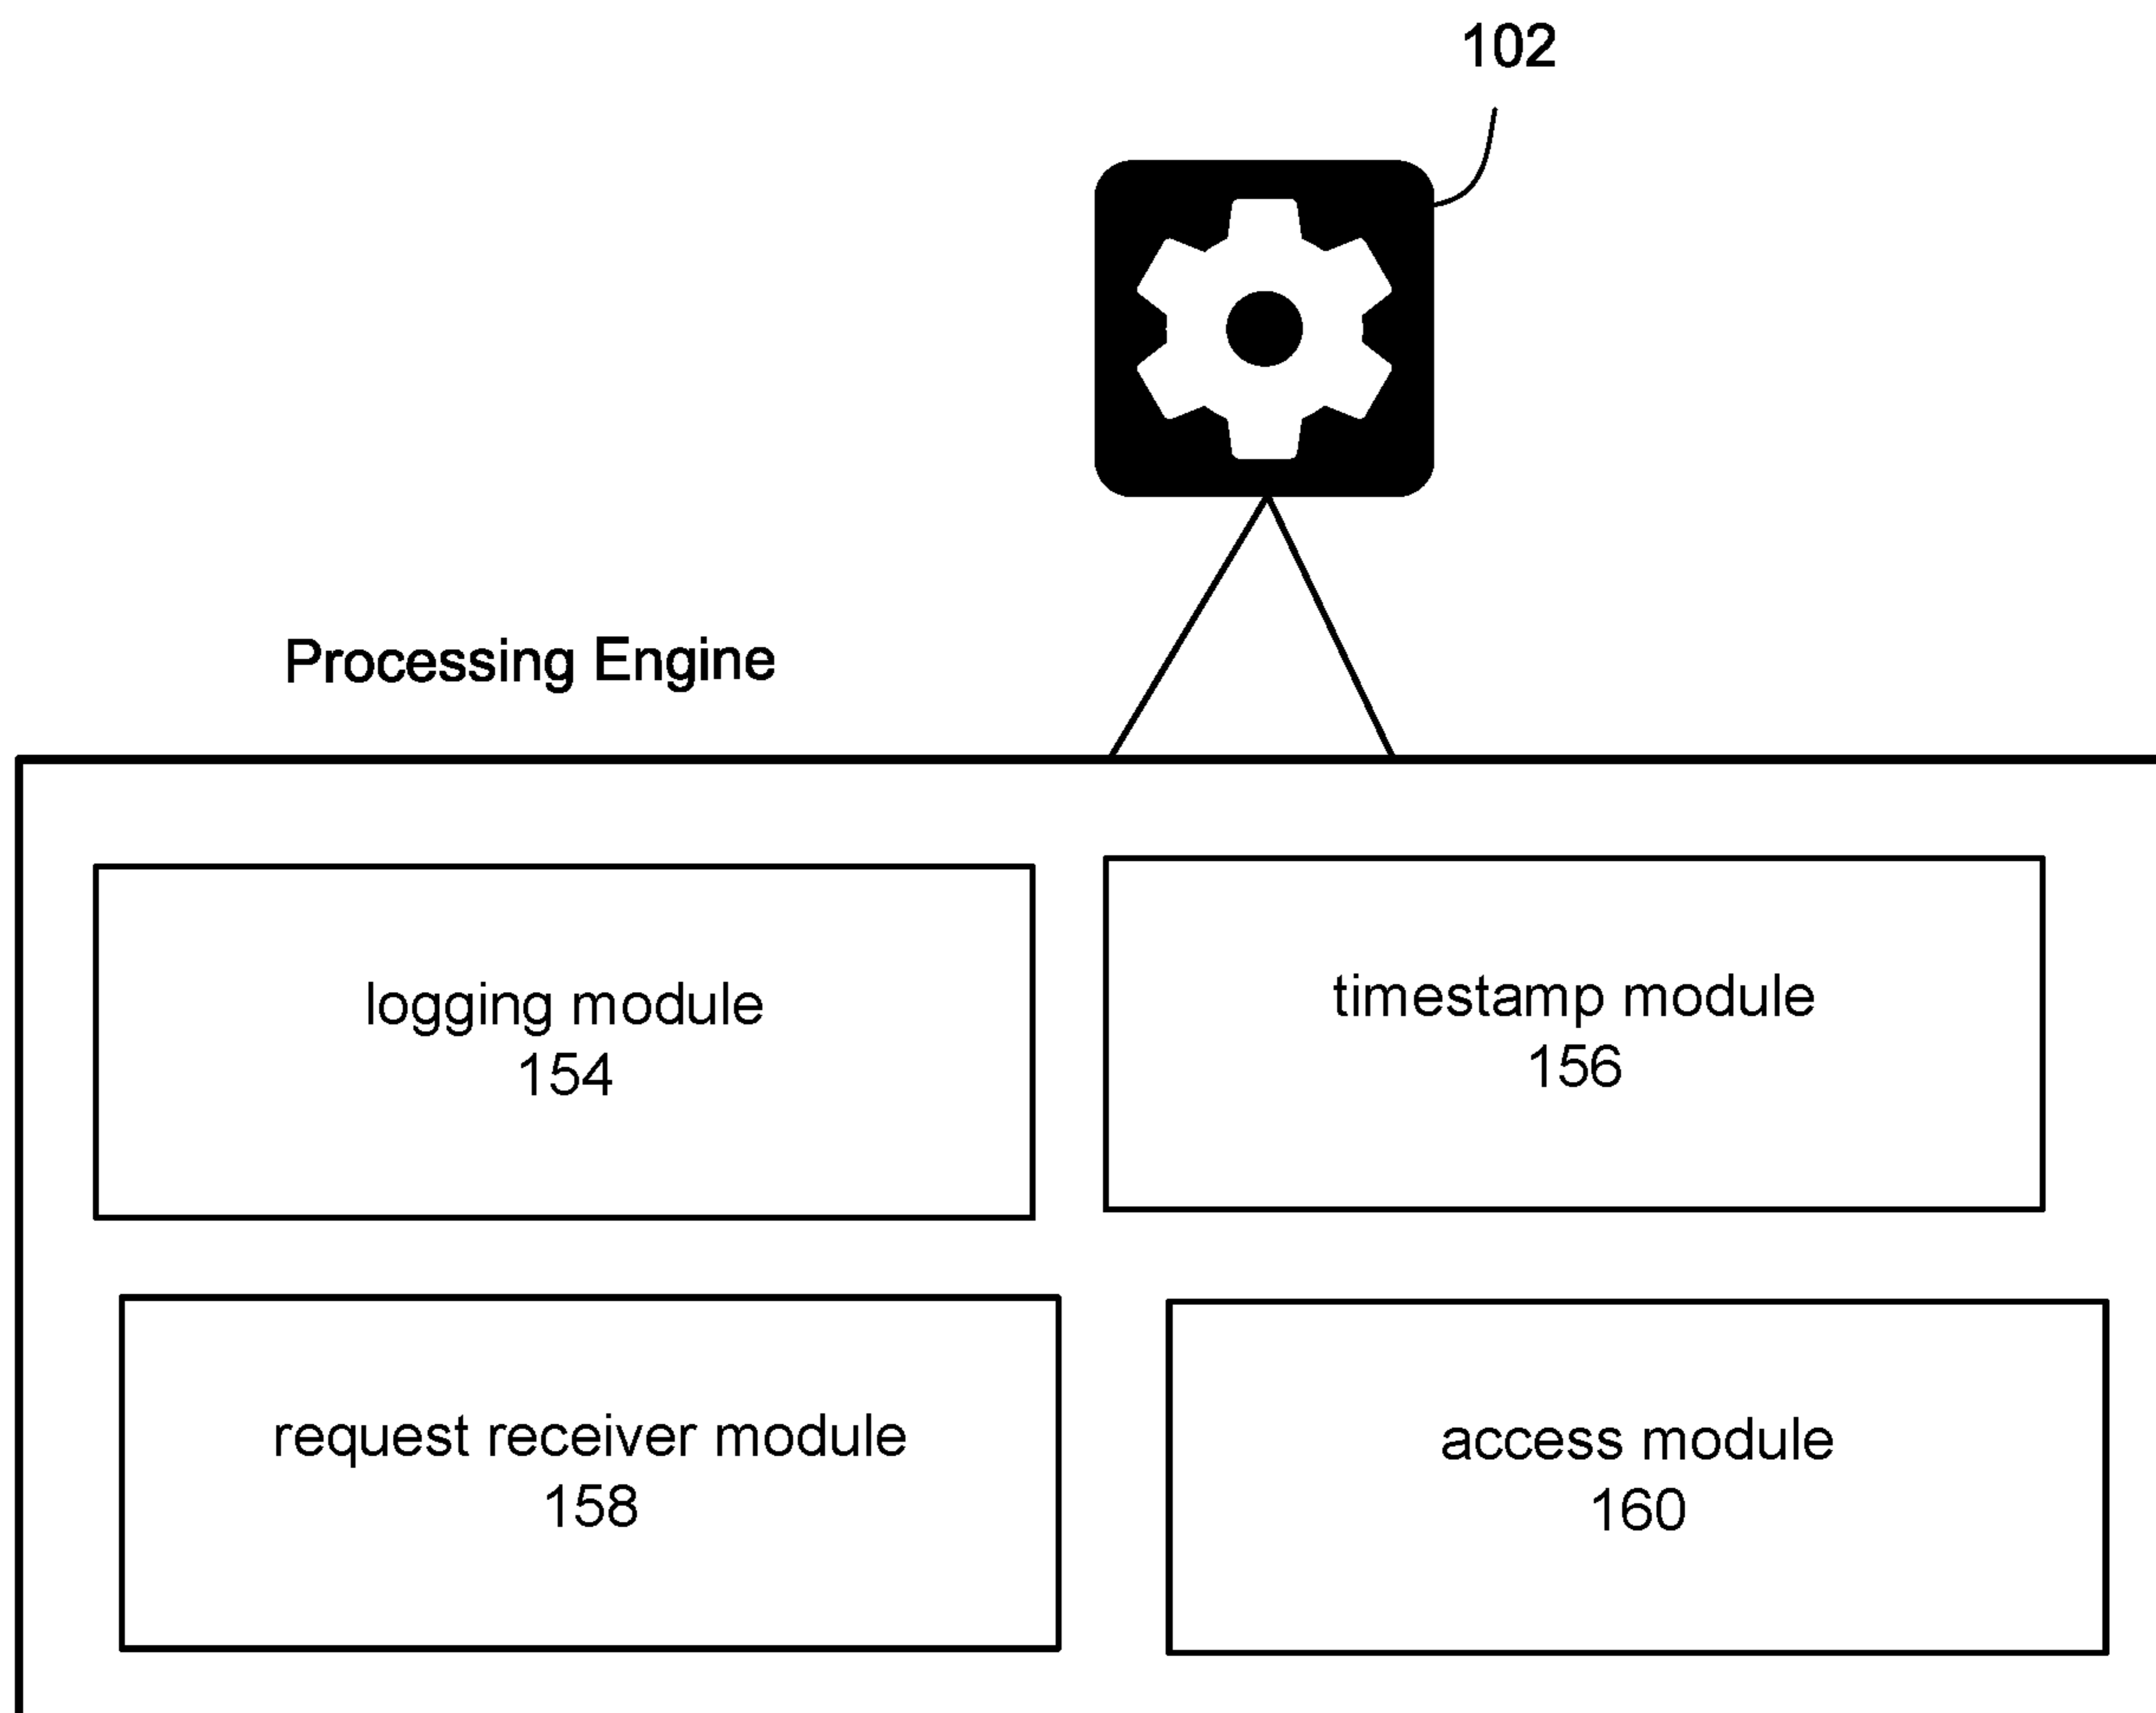 102
Processing Engine
logging module
154
timestamp module
156
request receiver module
158
access module
160